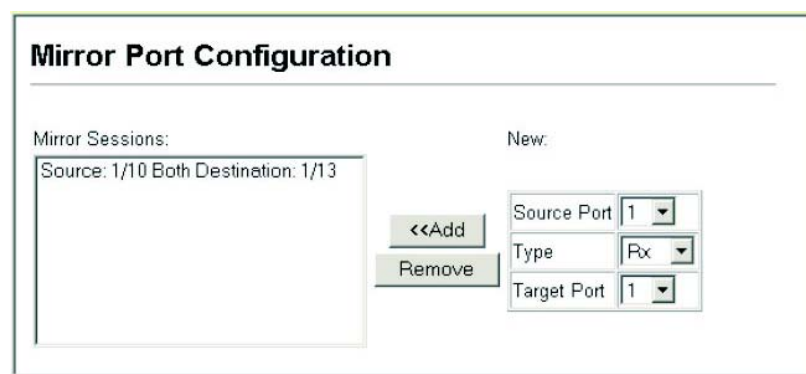 Mirror Port Configuration
Mirror Sessions:
New:
Source: 1/10 Both Destination: 1/13
<<Add
Remove
Source Port 1
Type Rx
Target Port 1